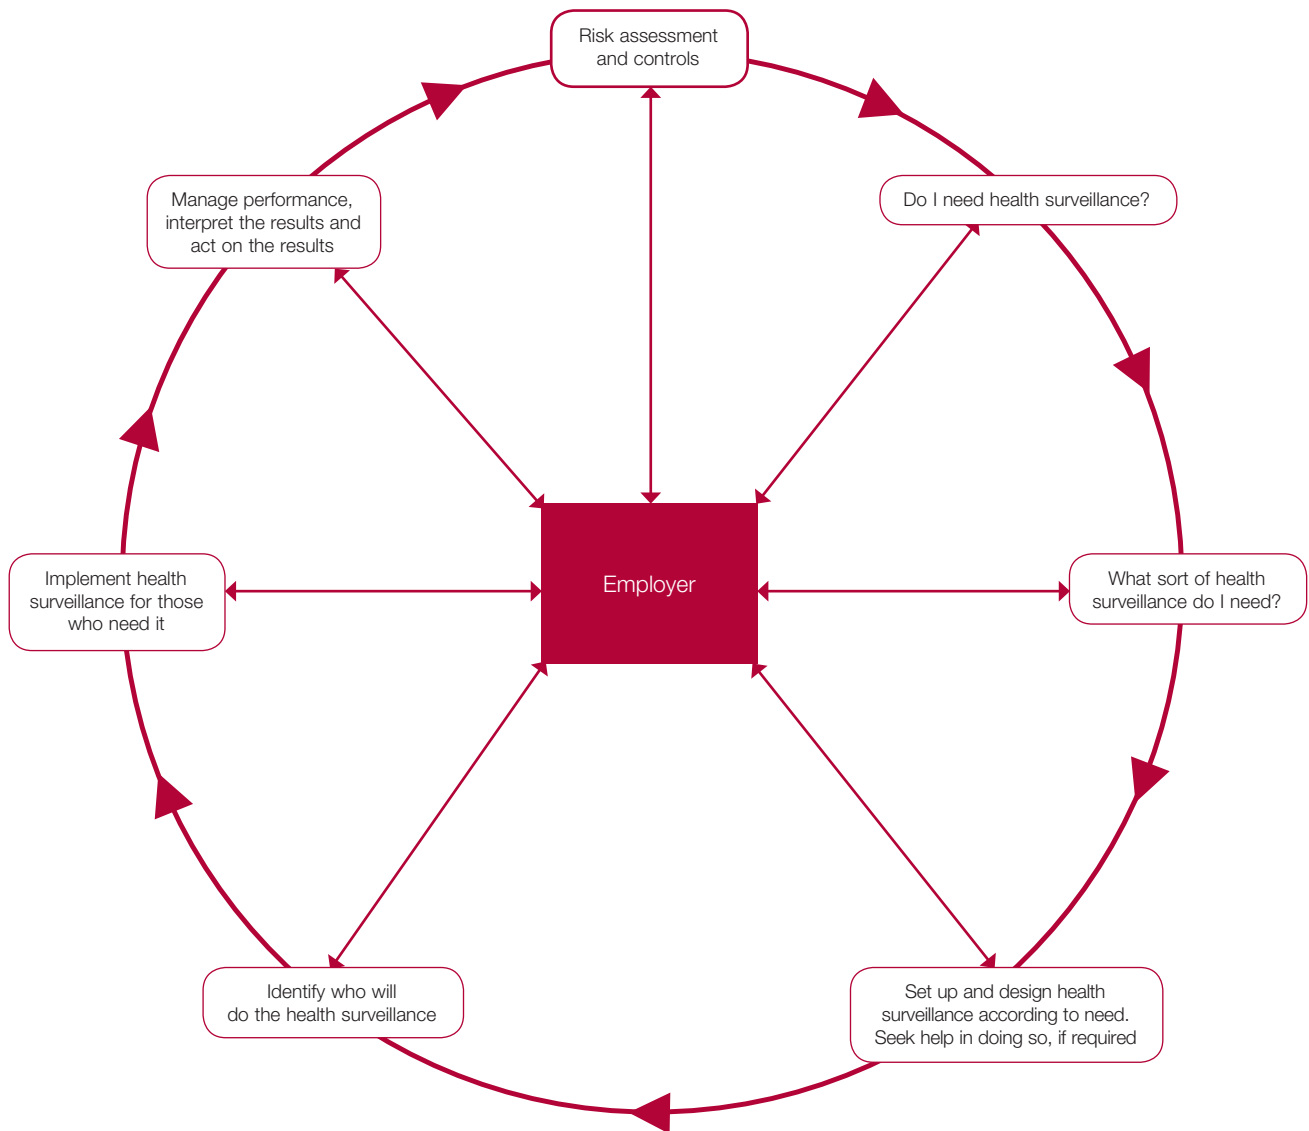 Risk assessment
and controls
Do I need health surveillance?
What sort of health
surveillance do I need?
Set up and design health
surveillance according to need.
Seek help in doing so, if required
Identify who will
do the health surveillance
Implement health
surveillance for those
who need it
Manage performance,
interpret the results and
act on the results
Employer